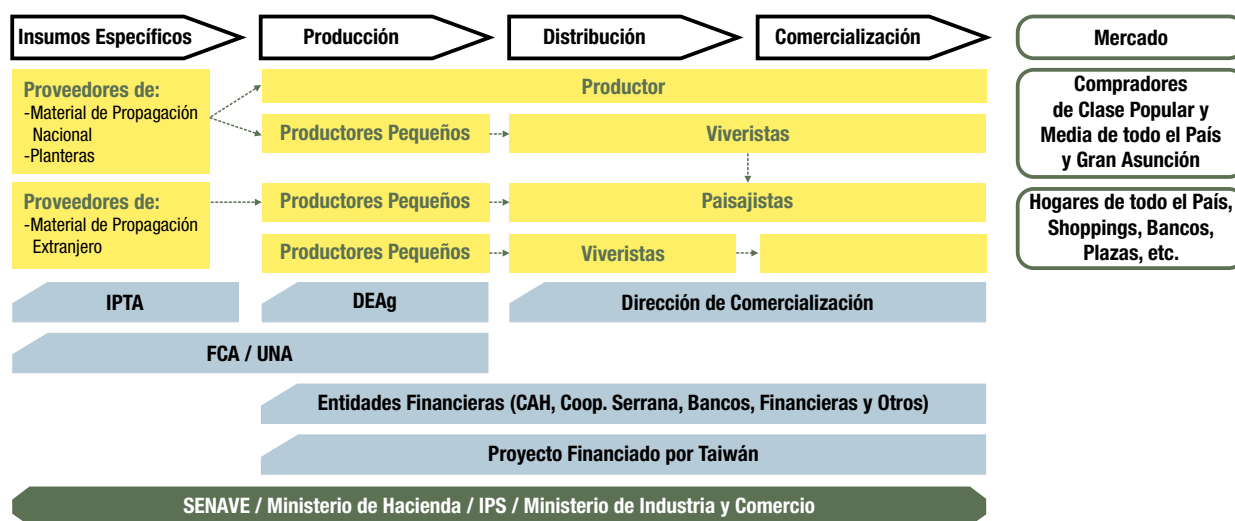 Insumos Específicos
Producción
Distribución
Comercialización
Mercado
Proveedores de:
-Material de Propagación
Nacional
-Planteras
Productor
Productores Pequeños
Viveristas
Compradores
de Clase Popular y
Media de todo el País
y Gran Asunción
Proveedores de:
-Material de Propagación
Extranjero
Productores Pequeños
Paisajistas
Productores Pequeños
Viveristas
Hogares de todo el País,
Shoppings, Bancos,
Plazas, etc.
IPTA
DEAg
Dirección de Comercialización
FCA / UNA
Entidades Financieras (CAH, Coop. Serrana, Bancos, Financieras y Otros)
Proyecto Financiado por Taiwán
SENAVE / Ministerio de Hacienda / IPS / Ministerio de Industria y Comercio